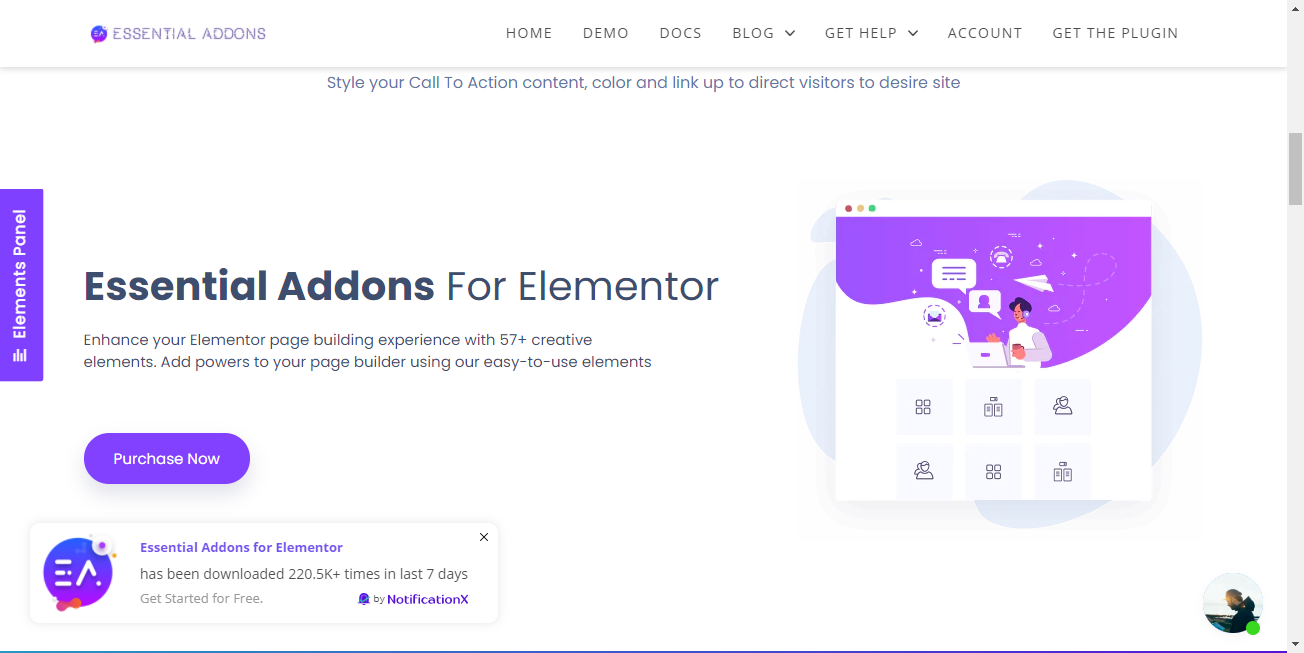 ESSENTIAL ADDONS
HOME
DEMO
DOCS
BLOG
GET HELP
ACCOUNT
GET THE PLUGIN
Style your Call To Action content, color and link up to direct visitors to desire site
Elements Panel
Essential Addons For Elementor
Enhance your Elementor page building experience with 57+ creative
elements. Add powers to your page builder using our easy-to-use elements
Purchase Now
EA
Essential Addons for Elementor
has been downloaded 220.5K+ times in last 7 days
Get Started for Free.
by NotificationX